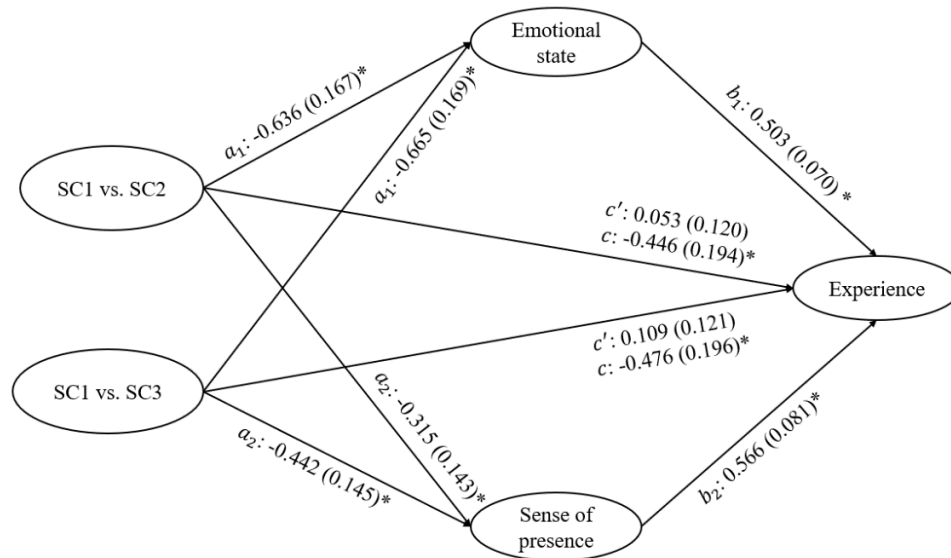 Emotional
state
a₁: -0.636 (0.167)*
a₁: -0.665 (0.169)*
b₁: 0.503 (0.070) *
SC1 vs. SC2
c′: 0.053 (0.120)
c: -0.446 (0.194)*
Experience
c′: 0.109 (0.121)
c: -0.476 (0.196)*
SC1 vs. SC3
a₂: -0.315 (0.143)*
a₂: -0.442 (0.145)*
b₂: 0.566 (0.081)*
Sense of
presence